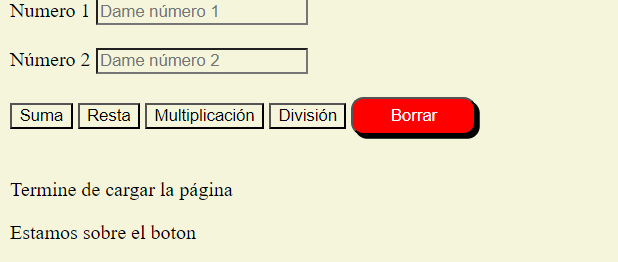 Numero 1 Dame número 1
Número 2 Dame número 2
Suma Resta Multiplicación División Borrar
Termine de cargar la página
Estamos sobre el boton